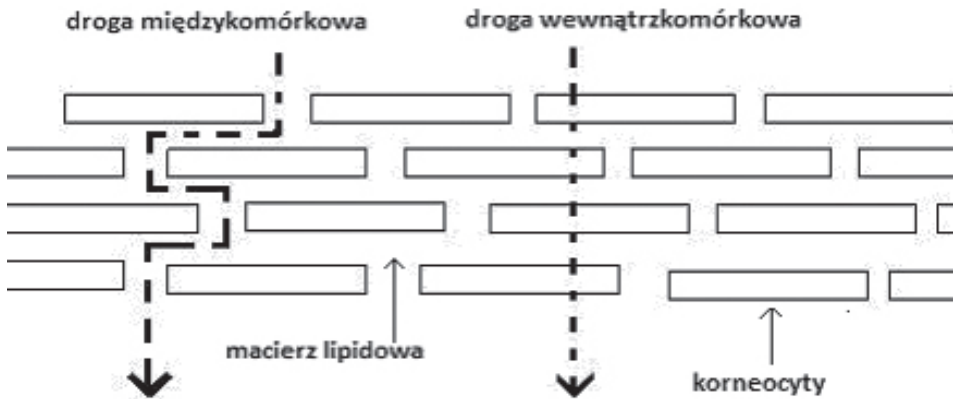 droga międzykomórkowa
droga wewnątrzkomórkowa
macierz lipidowa
korneocyty